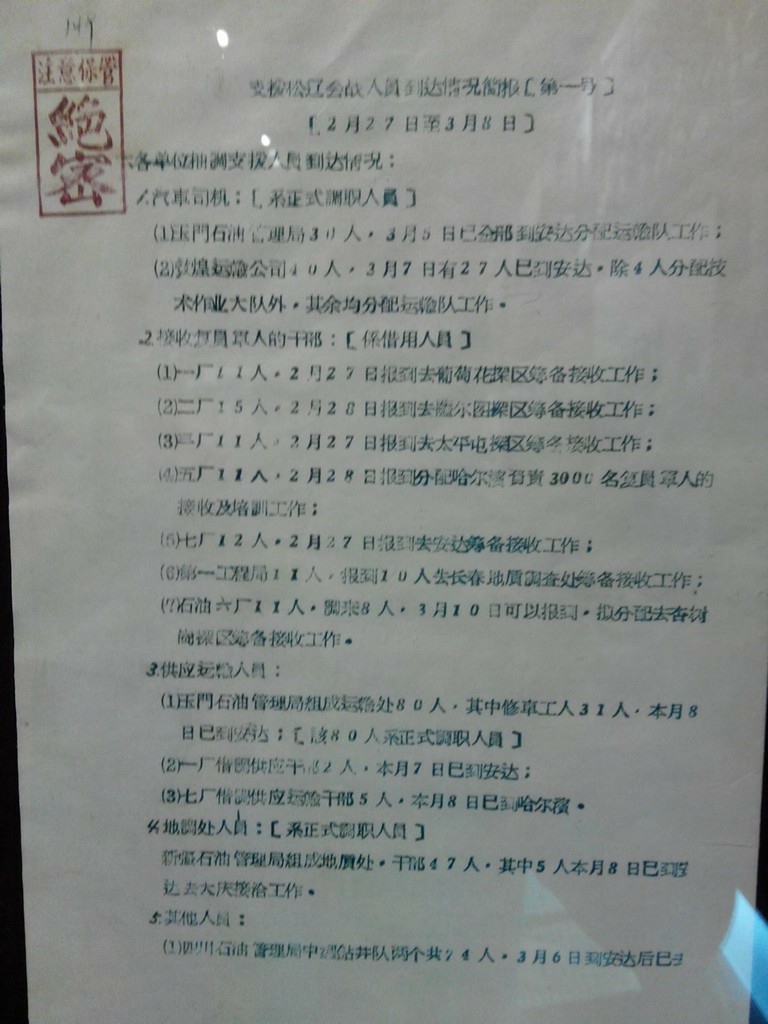 149
注意保管
绝密
支援松辽会战人员到达情况简报［第一号］
［2月27日至3月8日］
各单位抽調支援人员到达情况：
1.汽車司机：［系正式調职人員］
(1)玉門石油管理局30人，3月5日已全部到安达分配运输队工作；
(2)敦煌运输公司40人，3月7日有27人已到安达，除4人分配技
术作业大队外，其余均分配运输队工作。
2.接收复員軍人的干部：［係借用人員］
(1)一厂11人，2月27日报到去葡萄花探区筹备接收工作；
(2)二厂15人，2月28日报到去尔图探区筹备接收工作；
(3)三厂11人，2月27日报到去太平屯探区筹备接收工作；
(4)五厂11人，2月28日报到分配哈尔濱負責3000名复員軍人的
接收及培訓工作；
(5)七厂12人，2月27日报到去安达筹备接收工作；
(6)第一工程局11人，报到10人去长春地質調查处筹备接收工作；
(7)石油六厂11人，調来8人，3月10日可以报到，拟分配去杏树
崗探区筹备接收工作。
3.供应运输人員：
(1)玉門石油管理局組成运输处80人，其中修車工人31人，本月8
日已到安达；［該80人系正式調职人員］
(2)一厂借調供应干部2人，本月7日已到安达；
(3)七厂借調供应运输干部5人，本月8日已到哈尔濱。
4.地調处人員：［系正式調职人員］
新疆石油管理局組成地質处，干部47人，其中5人本月8日已到安
达去大庆接洽工作。
5.其他人員：
(1)四川石油管理局中型钻井队两个共74人，3月6日到安达后已去